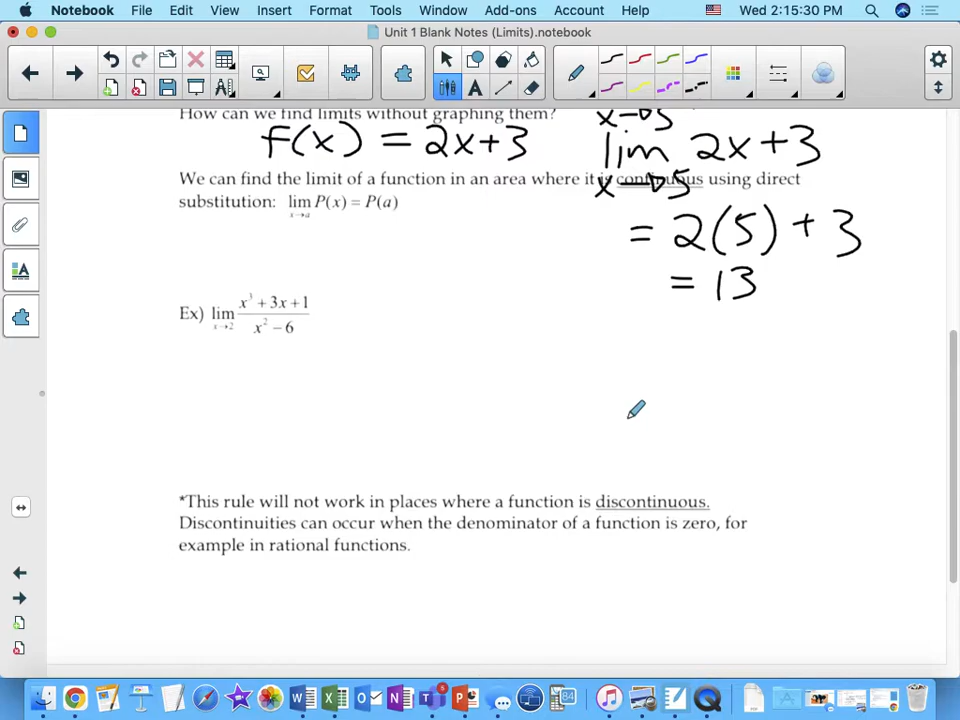 Notebook File Edit View Insert Format Tools Window Add-ons Account Help Wed 2:15:30 PM
Unit 1 Blank Notes (Limits).notebook
How can we find limits without graphing them?
x→5
f(x) = 2x+3
lim 2x+3
x→5
We can find the limit of a function in an area where it is continuous using direct
substitution: lim P(x) = P(a)
x→a
= 2(5) + 3
= 13
Ex) lim x³ + 3x + 1
x→2 x² − 6
*This rule will not work in places where a function is discontinuous.
Discontinuities can occur when the denominator of a function is zero, for
example in rational functions.